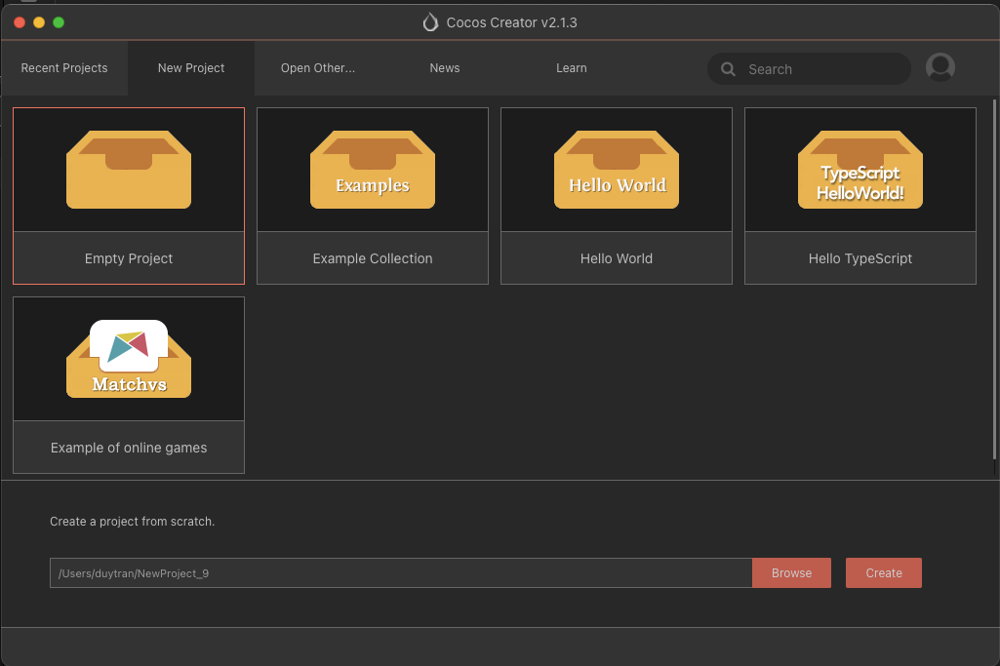 Cocos Creator v2.1.3
Recent Projects
New Project
Open Other...
News
Learn
Search
Examples
Hello World
TypeScript
HelloWorld!
Empty Project
Example Collection
Hello World
Hello TypeScript
Matchvs
Example of online games
Create a project from scratch.
/Users/duytran/NewProject_9
Browse
Create